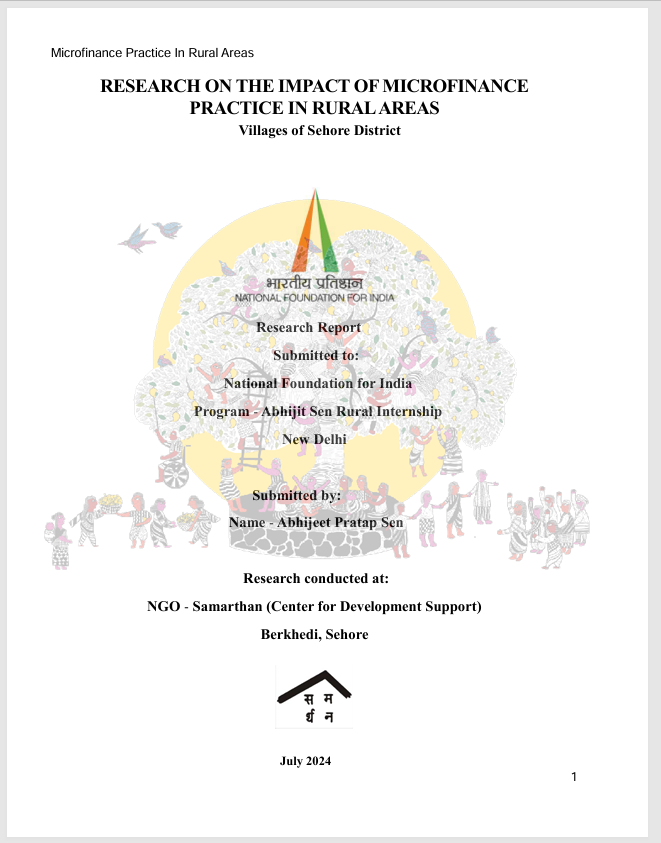 Microfinance Practice In Rural Areas
RESEARCH ON THE IMPACT OF MICROFINANCE
PRACTICE IN RURAL AREAS
Villages of Sehore District
भारतीय प्रतिष्ठान
NATIONAL FOUNDATION FOR INDIA
Research Report
Submitted to:
National Foundation for India
Program - Abhijit Sen Rural Internship
New Delhi
Submitted by:
Name - Abhijeet Pratap Sen
Research conducted at:
NGO - Samarthan (Center for Development Support)
Berkhedi, Sehore
स म
र्थ न
July 2024
1